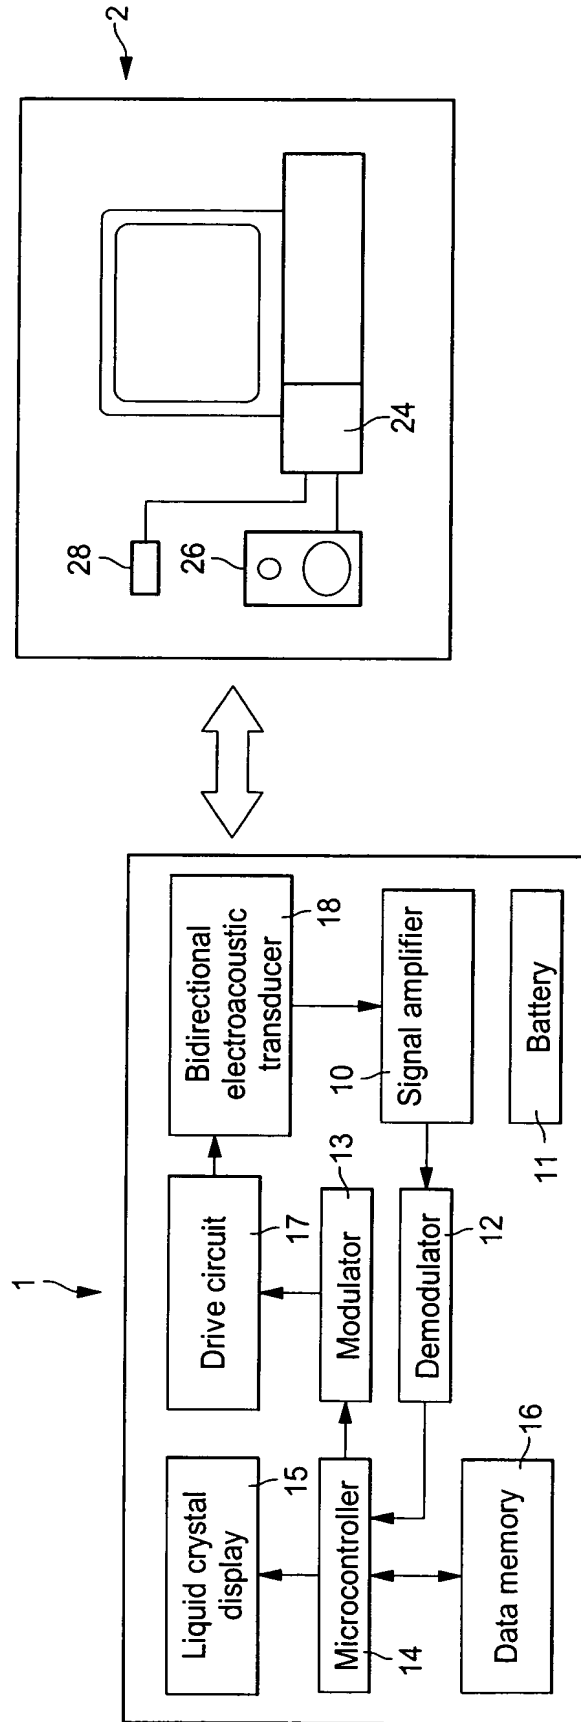 1
2
Liquid crystal
display
15
Drive circuit
17
Bidirectional
electroacoustic
transducer
18
Microcontroller
14
Modulator
13
Demodulator
12
Signal amplifier
10
Data memory
16
Battery
11
28
26
24